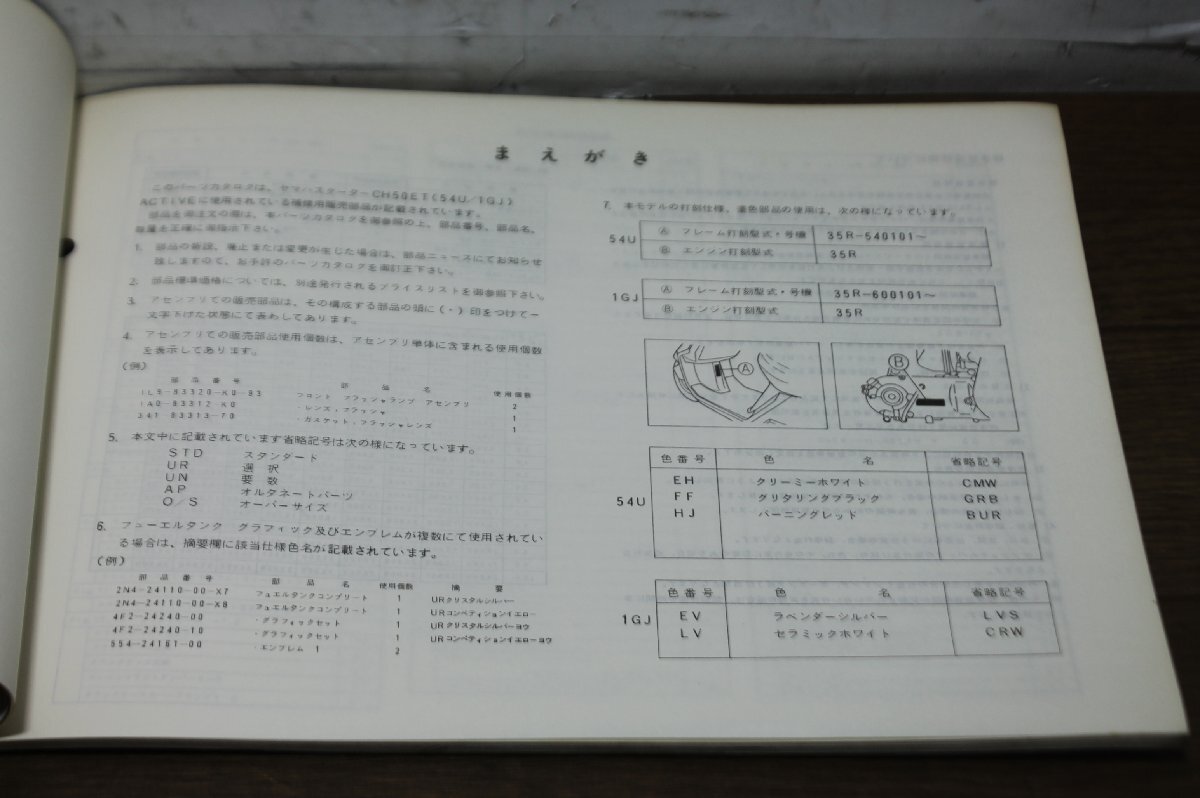 まえがき
このパーツカタログは、ヤマハスターターCH50ET(54U/1GJ)
ACTIVEに使用されている補修用販売部品が記載されています。
部品を御注文の際は、本パーツカタログを御参照の上、部品番号、部品名、
数量を正確に御指示下さい。
1. 部品の新設、廃止または変更が生じた場合は、部品ニュースにてお知らせ
致しますので、お手許のパーツカタログを御訂正下さい。
2. 部品標準価格については、別途発行されるプライスリストを御参照下さい。
3. アセンブリでの販売部品は、その構成する部品の頭に(・)印をつけて一
文字下げた状態にて表わしてあります。
4. アセンブリでの販売部品使用個数は、アセンブリ単体に含まれる使用個数
を表示してあります。
(例)
部品番号 部品名 使用個数
フロント フラッシャランプ アセンブリ 2
1A0-83312-K0 ・レンズ・フラッシャ 1
341-83313-70 ・ガスケット・フラッシャレンズ 1
5. 本文中に記載されています省略記号は次の様になっています。
STD スタンダード
UR 選択
UN 要数
AP オルタネートパーツ
O/S オーバーサイズ
6. フューエルタンク グラフィック及びエンブレムが複数にて使用されてい
る場合は、摘要欄に該当仕様色名が記載されています。
(例)
部品番号 部品名 使用個数 摘要
2N4-24110-00-X7 フュエルタンクコンプリート 1 URクリスタルシルバー
2N4-24110-00-X8 フュエルタンクコンプリート 1 URコンペティションイエロー
4F2-24240-00 ・グラフィックセット 1 URクリスタルシルバーヨウ
4F2-24240-10 ・グラフィックセット 1 URコンペティションイエローヨウ
554-24161-00 ・エンブレム 1 2
7. 本モデルの打刻仕様、着色部品の使用は、次の様になっています。
54U Ⓐ フレーム打刻型式・号機 35R-540101～
Ⓑ エンジン打刻型式 35R
1GJ Ⓐ フレーム打刻型式・号機 35R-600101～
Ⓑ エンジン打刻型式 35R
Ⓐ Ⓑ
54U
色番号 色名 省略記号
EH クリーミーホワイト CMW
FF グリタリングブラック GRB
HJ バーニングレッド BUR
1GJ
色番号 色名 省略記号
EV ラベンダーシルバー LVS
LV セラミックホワイト CRW